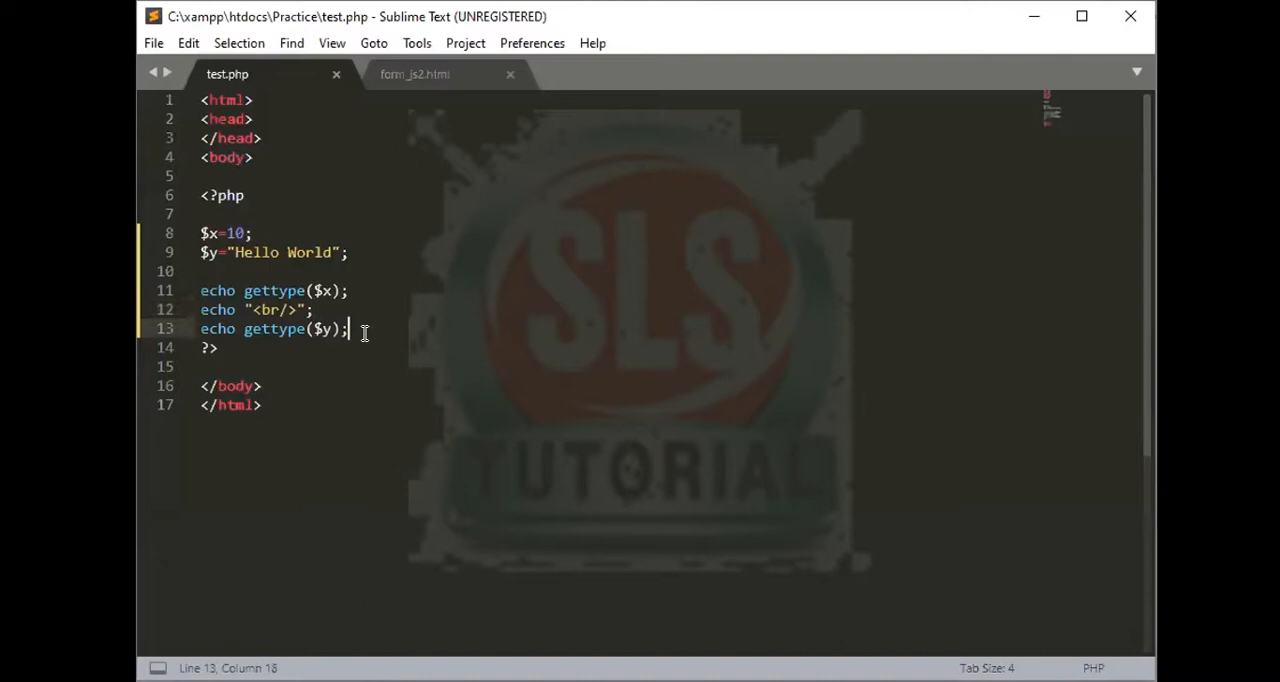 C:\xampp\htdocs\Practice\test.php - Sublime Text (UNREGISTERED)
File Edit Selection Find View Goto Tools Project Preferences Help
test.php form_js2.html
1 <html>
2 <head>
3 </head>
4 <body>
5
6 <?php
7
8 $x=10;
9 $y="Hello World";
10
11 echo gettype($x);
12 echo "<br/>";
13 echo gettype($y);
14 ?>
15
16 </body>
17 </html>
SLS
TUTORIAL
Line 13, Column 18 Tab Size: 4 PHP